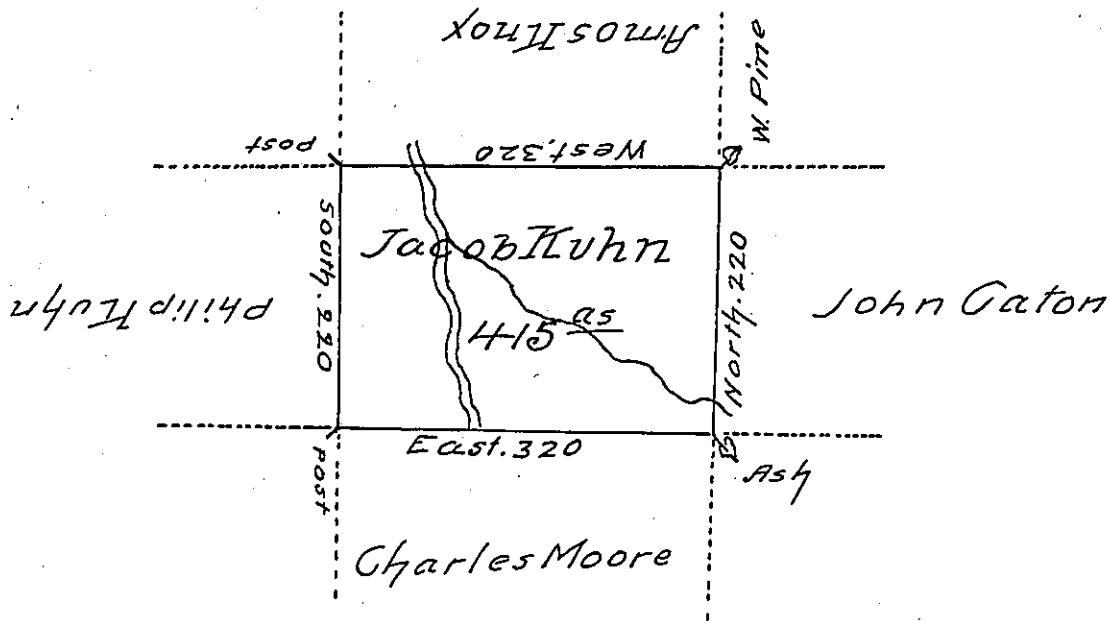 Amos Knox
W. Pine
post
West. 320
South. 220
Jacob Kuhn
North. 220
Philip Kuhn
John Caton
415 as
East. 320
post
Ash
Charles Moore